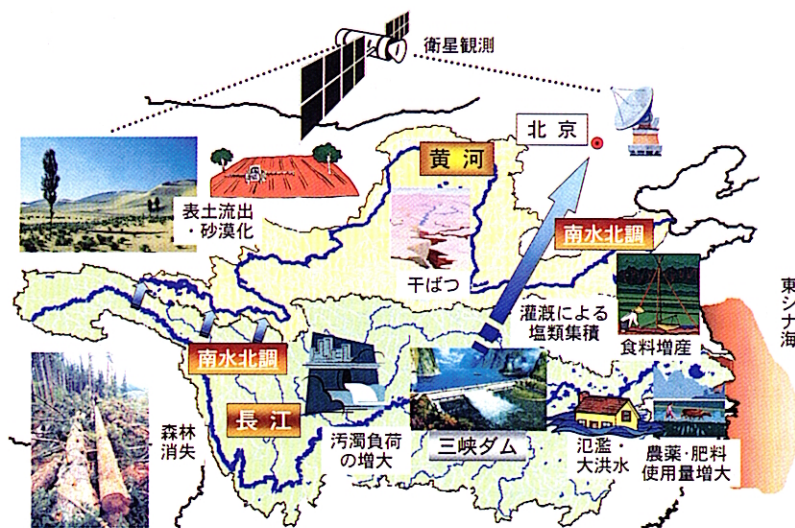 衛星観測
北京
黄河
表土流出
・砂漠化
干ばつ
南水北調
東シナ海
灌漑による
塩類集積
食料増産
南水北調
長江
森林
消失
汚濁負荷
の増大
三峡ダム
氾濫・
大洪水
農薬・肥料
使用量増大